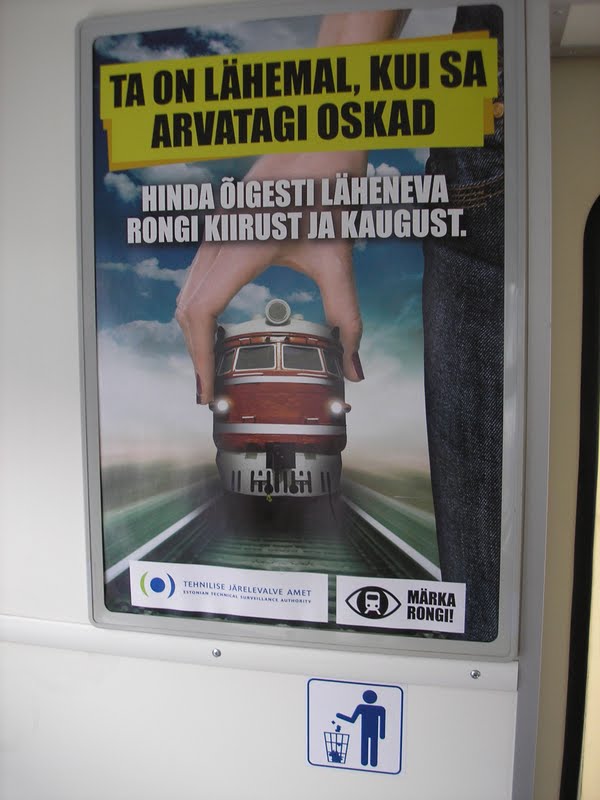 TA ON LÄHEMAL, KUI SA
ARVATAGI OSKAD
HINDA ÕIGESTI LÄHENEVA
RONGI KIIRUST JA KAUGUST.
TEHNILISE JÄRELEVALVE AMET
ESTONIAN TECHNICAL SURVEILLANCE AUTHORITY
MÄRKA
RONGI!